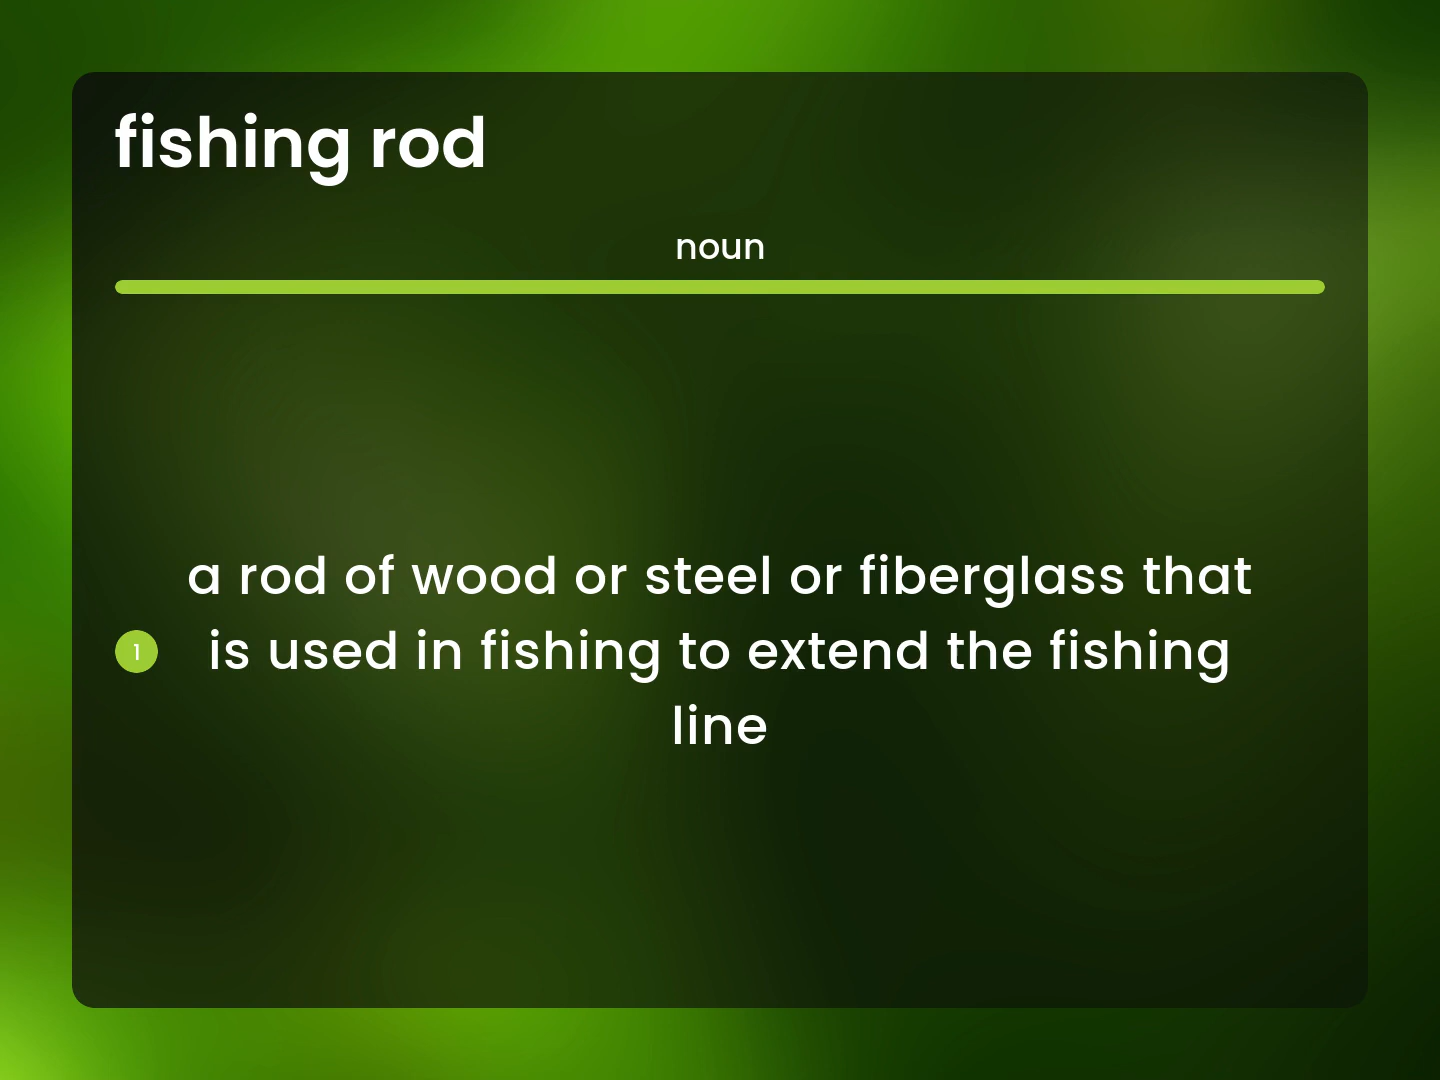 fishing rod
noun
a rod of wood or steel or fiberglass that
1 is used in fishing to extend the fishing
line